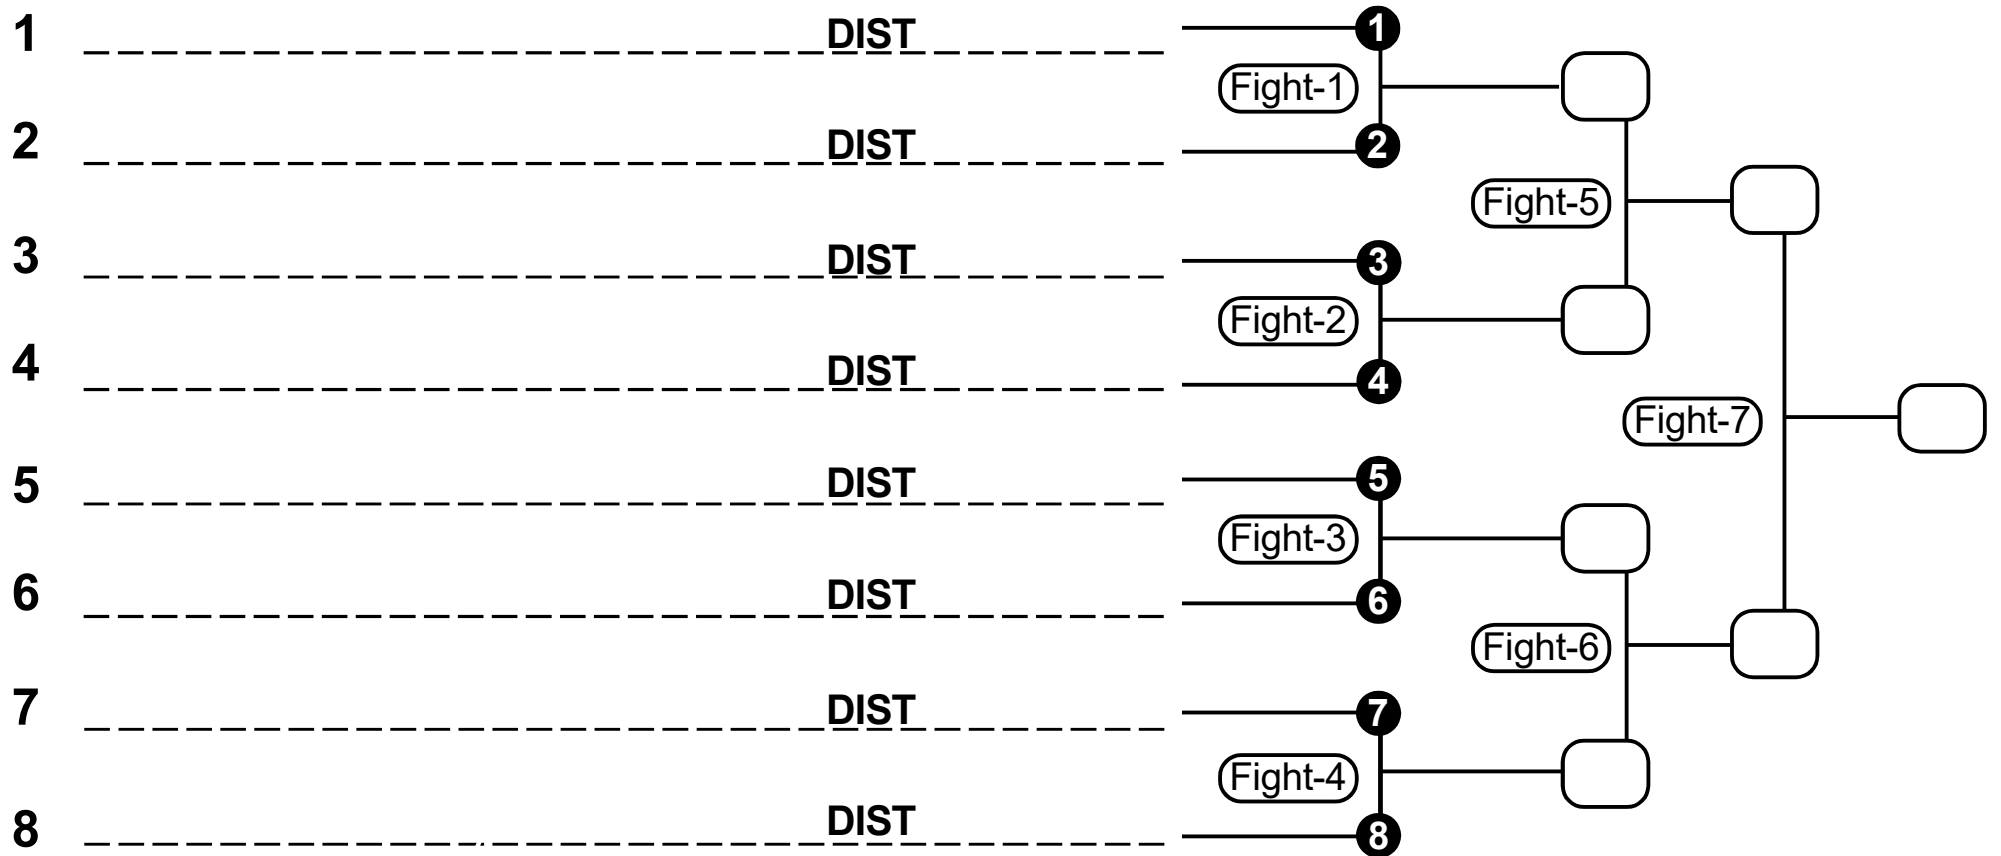 1 DIST 1
Fight-1
2 DIST 2
Fight-5
3 DIST 3
Fight-2
4 DIST 4
Fight-7
5 DIST 5
Fight-3
6 DIST 6
Fight-6
7 DIST 7
Fight-4
8 DIST 8